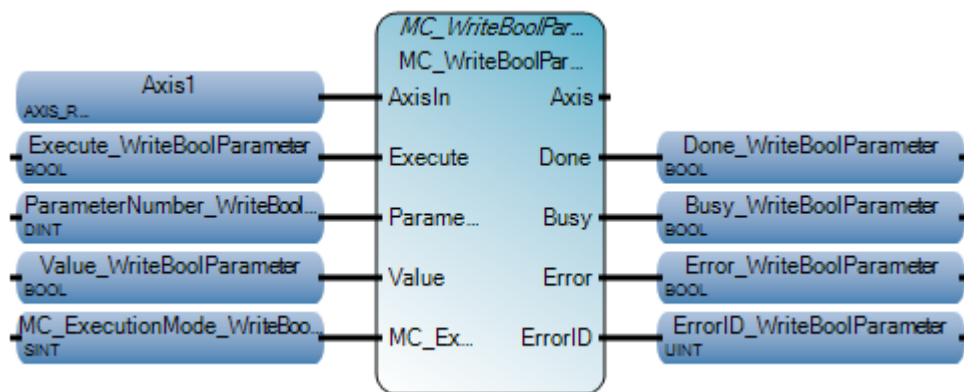 MC_WriteBoolPar...
MC_WriteBoolPar...
Axis1
AXIS_R...
AxisIn
Axis
Execute_WriteBoolParameter
BOOL
Execute
Done
Done_WriteBoolParameter
BOOL
ParameterNumber_WriteBool...
DINT
Parame...
Busy
Busy_WriteBoolParameter
BOOL
Value_WriteBoolParameter
BOOL
Value
Error
Error_WriteBoolParameter
BOOL
MC_ExecutionMode_WriteBoo...
SINT
MC_Ex...
ErrorID
ErrorID_WriteBoolParameter
UINT